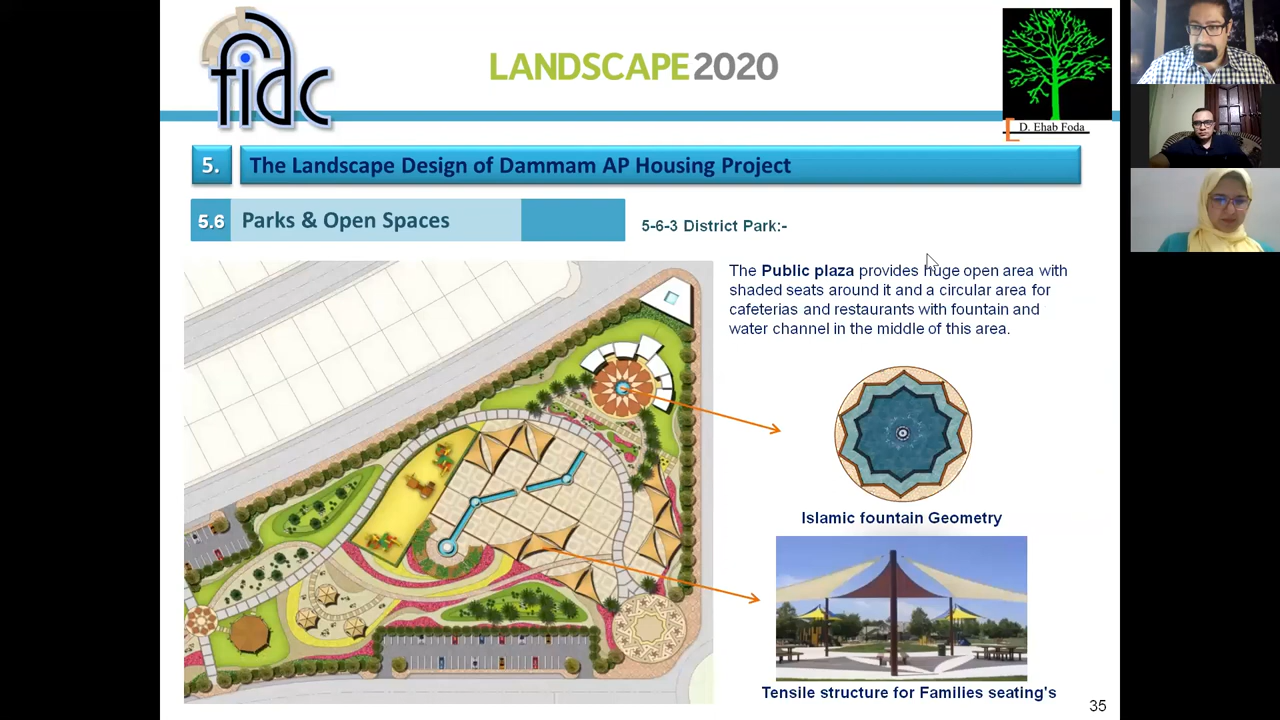 fidc
LANDSCAPE2020
D. Ehab Foda
5. The Landscape Design of Dammam AP Housing Project
5.6 Parks & Open Spaces
5-6-3 District Park:-
The Public plaza provides huge open area with
shaded seats around it and a circular area for
cafeterias and restaurants with fountain and
water channel in the middle of this area.
Islamic fountain Geometry
Tensile structure for Families seating's
35